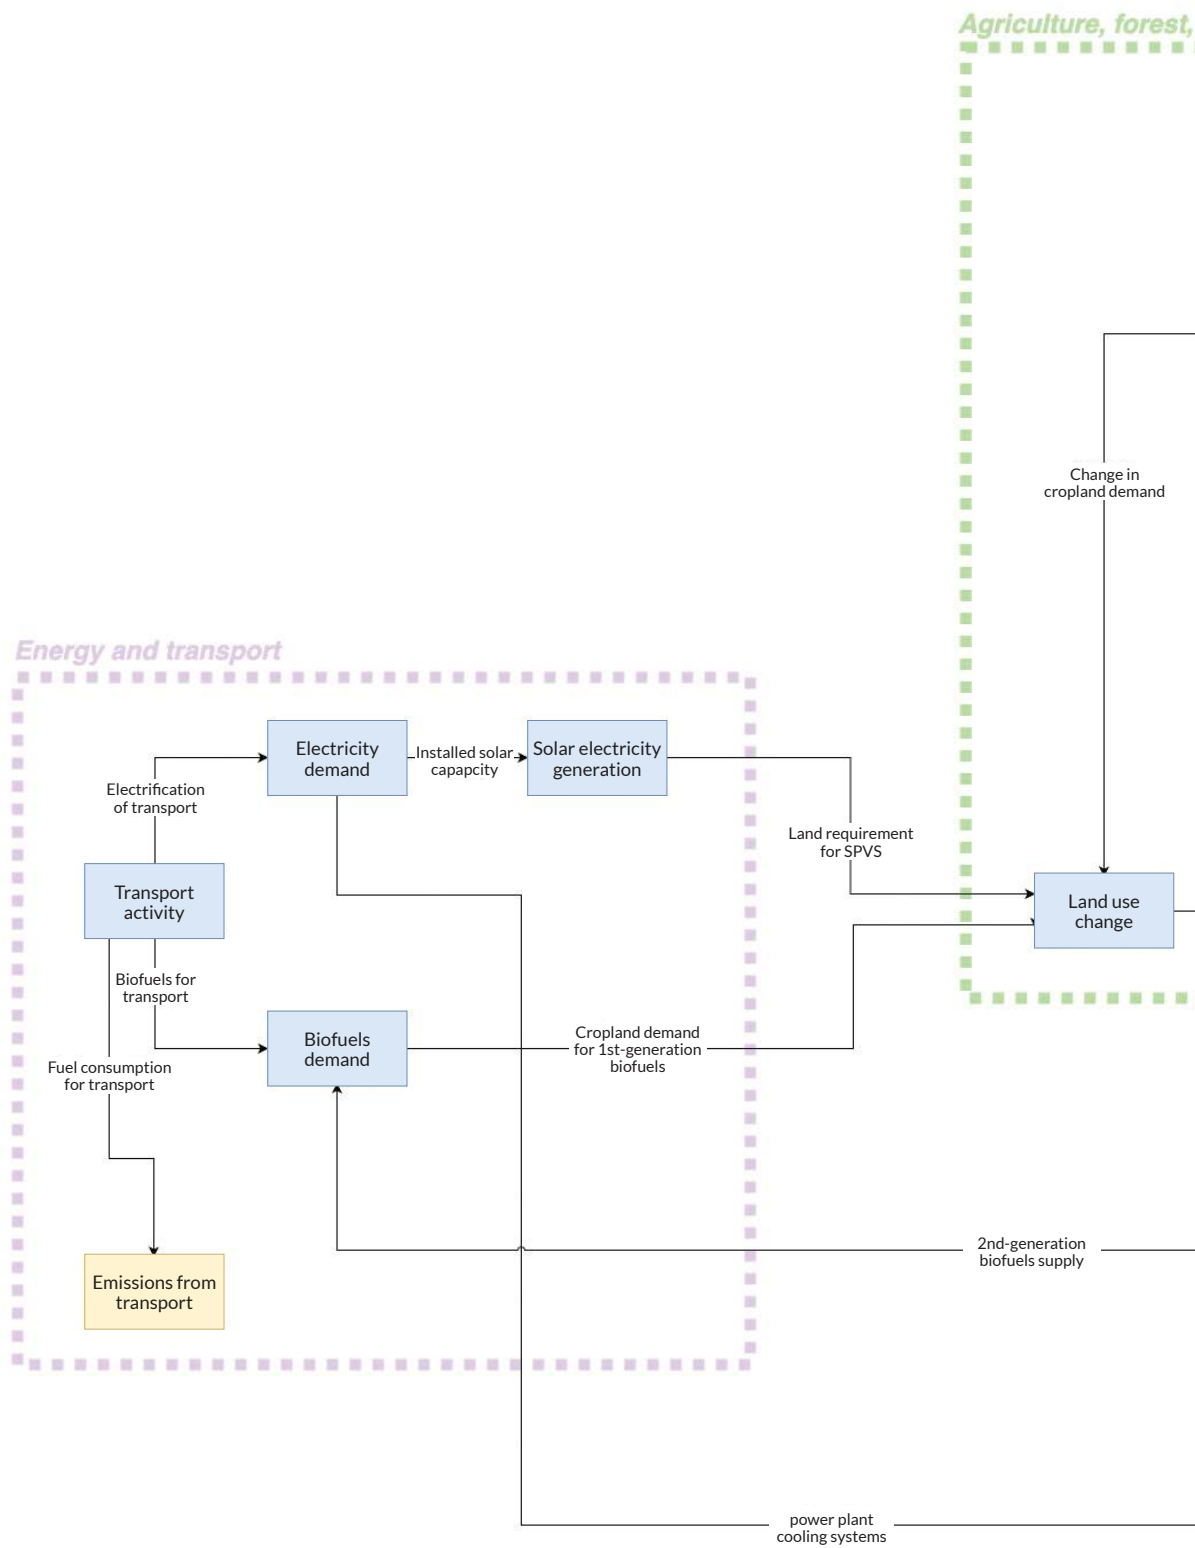 Agriculture, forest,
Change in
cropland demand
Energy and transport
Electricity
demand
Installed solar
capapcity
Solar electricity
generation
Electrification
of transport
Land requirement
for SPVS
Transport
activity
Land use
change
Biofuels for
transport
Biofuels
demand
Cropland demand
for 1st-generation
biofuels
Fuel consumption
for transport
2nd-generation
biofuels supply
Emissions from
transport
power plant
cooling systems